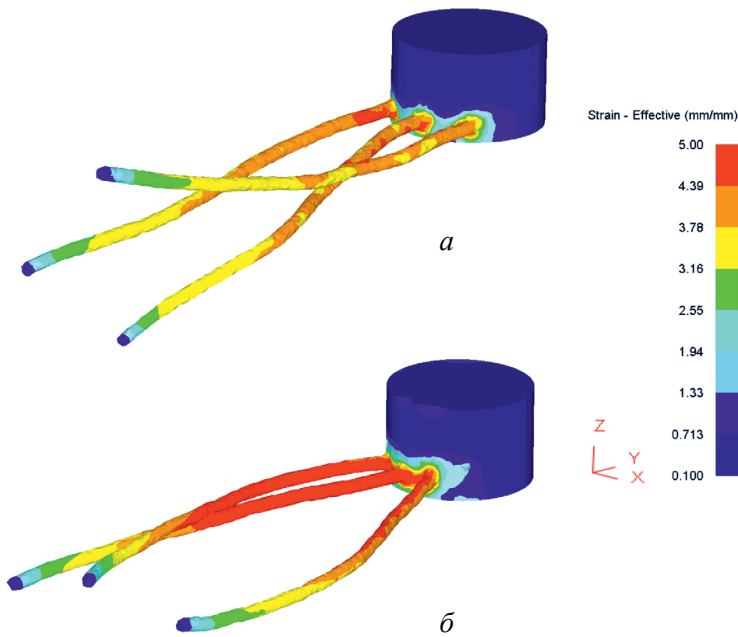 Strain - Effective (mm/mm)
5.00
4.39
3.78
3.16
2.55
1.94
1.33
0.713
0.100
а
Z
Y
X
б